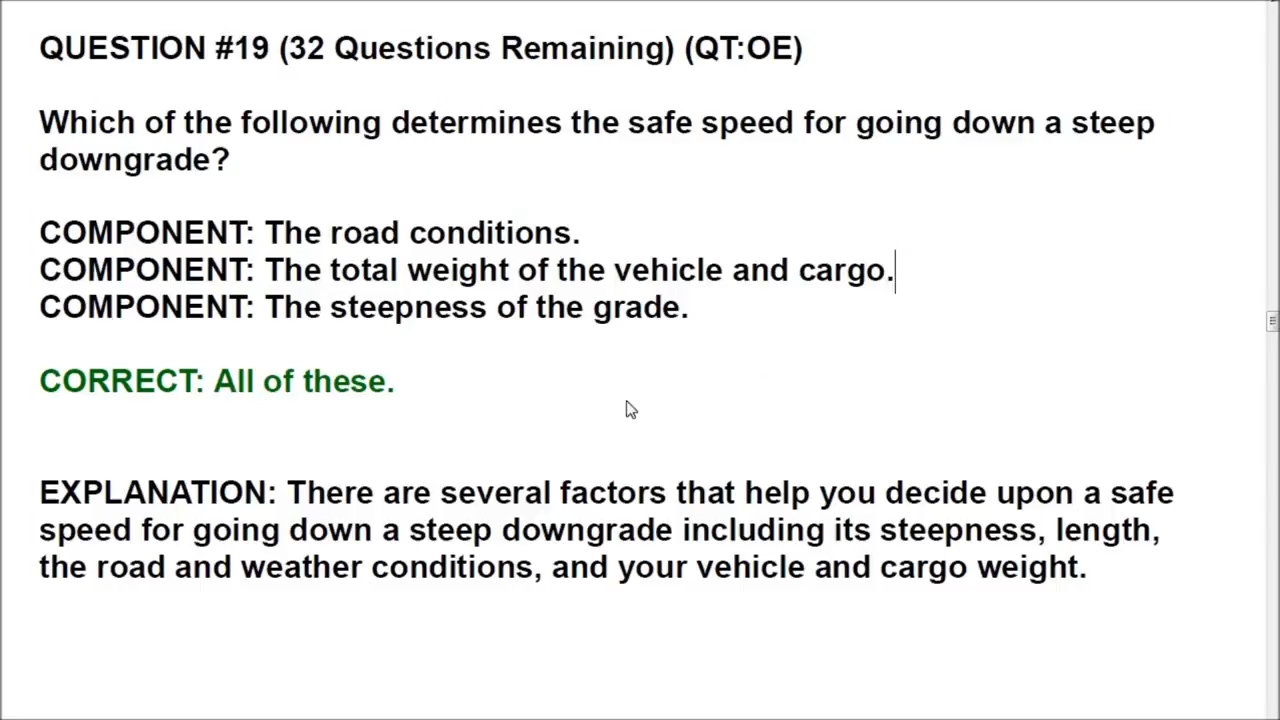 QUESTION #19 (32 Questions Remaining) (QT:OE)
Which of the following determines the safe speed for going down a steep
downgrade?
COMPONENT: The road conditions.
COMPONENT: The total weight of the vehicle and cargo.
COMPONENT: The steepness of the grade.
CORRECT: All of these.
EXPLANATION: There are several factors that help you decide upon a safe
speed for going down a steep downgrade including its steepness, length,
the road and weather conditions, and your vehicle and cargo weight.